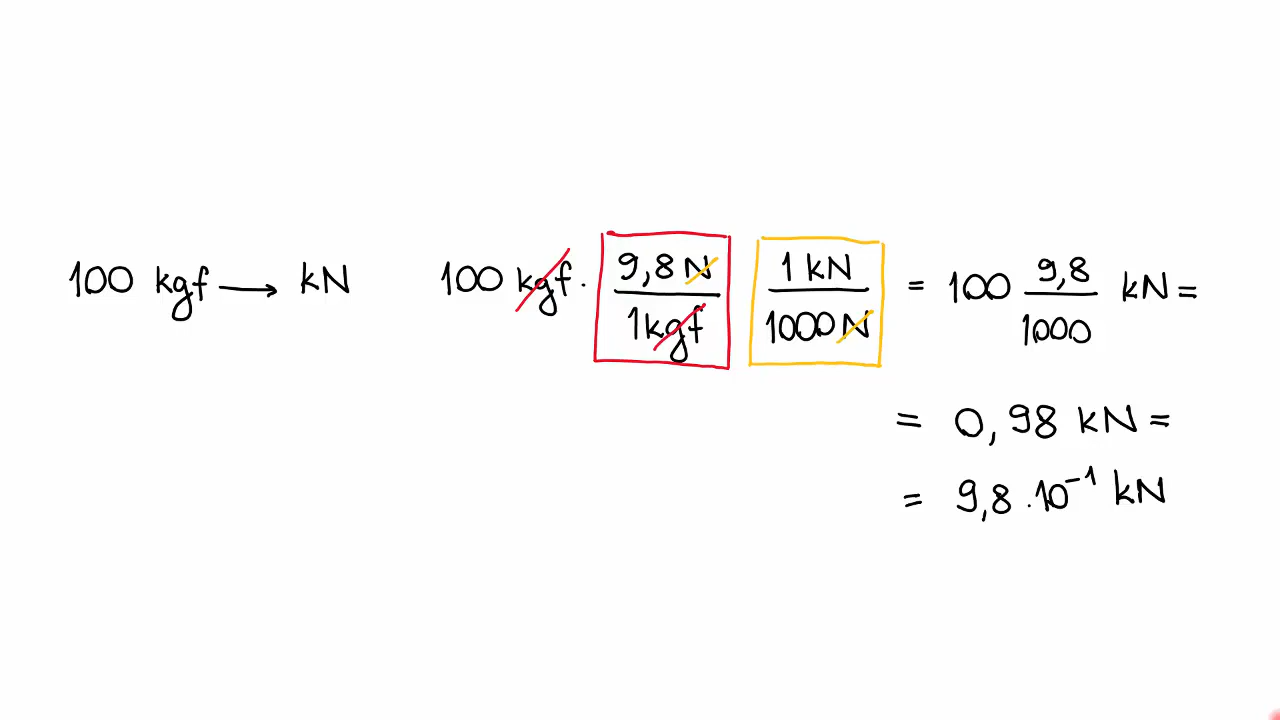 100 kgf → kN 100 kgf · 9,8 N / 1 kgf 1 kN / 1000 N = 100 9,8 / 1000 kN =
= 0,98 kN =
= 9,8 · 10⁻¹ kN